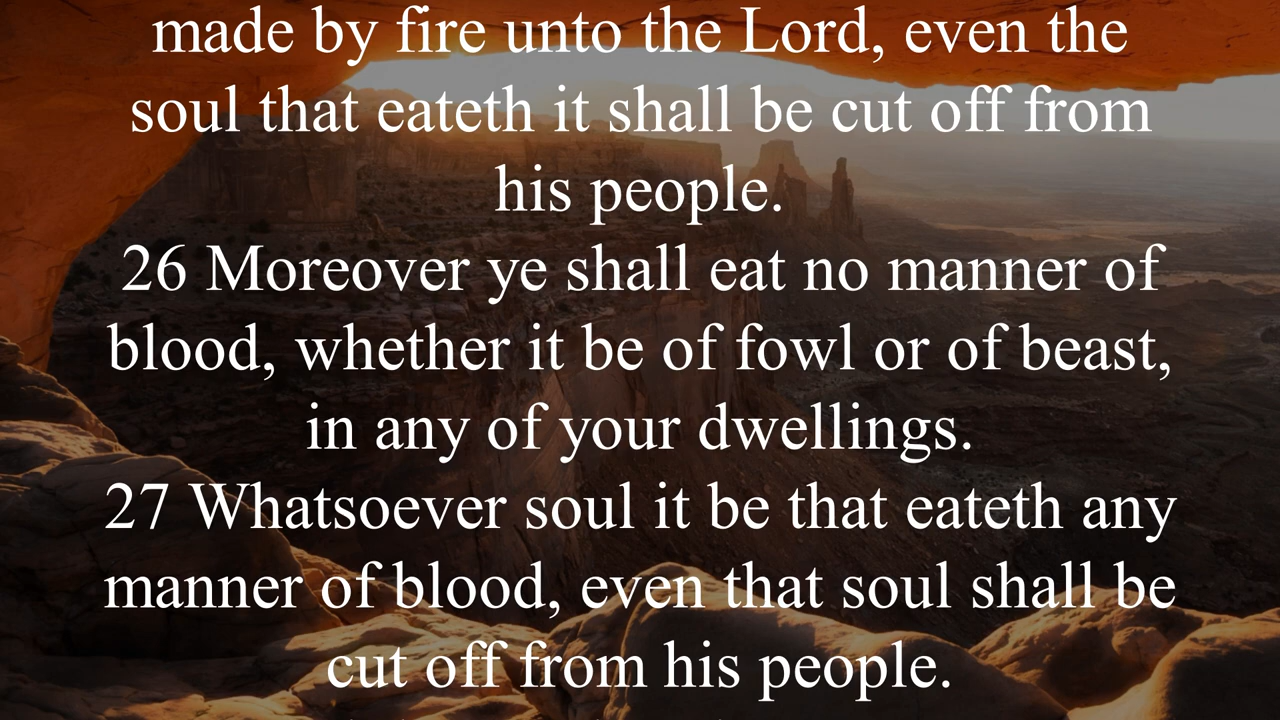 made by fire unto the Lord, even the
soul that eateth it shall be cut off from
his people.
26 Moreover ye shall eat no manner of
blood, whether it be of fowl or of beast,
in any of your dwellings.
27 Whatsoever soul it be that eateth any
manner of blood, even that soul shall be
cut off from his people.